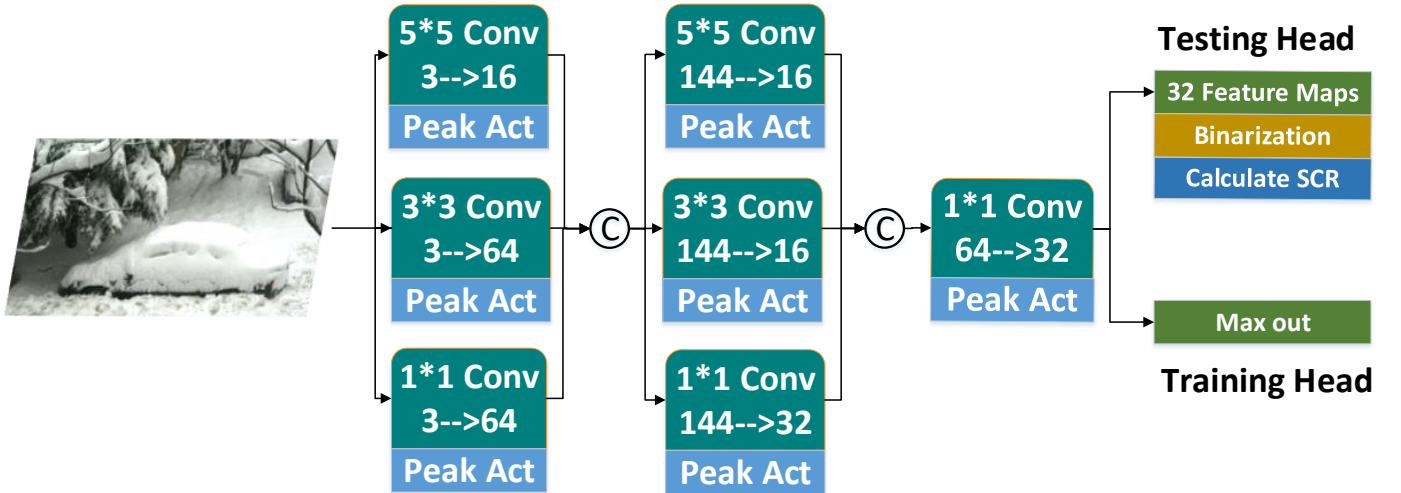 5*5 Conv
3-->16
Peak Act
3*3 Conv
3-->64
Peak Act
1*1 Conv
3-->64
Peak Act
C
5*5 Conv
144-->16
Peak Act
3*3 Conv
144-->16
Peak Act
1*1 Conv
144-->32
Peak Act
C
1*1 Conv
64-->32
Peak Act
Testing Head
32 Feature Maps
Binarization
Calculate SCR
Max out
Training Head